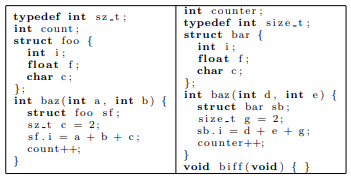 typedef int sz_t;
int count;
struct foo {
int i;
float f;
char c;
};
int baz(int a, int b) {
struct foo sf;
sz_t c = 2;
sf.i = a + b + c;
count++;
}
int counter;
typedef int size_t;
struct bar {
int i;
float f;
char c;
};
int baz(int d, int e) {
struct bar sb;
size_t g = 2;
sb.i = d + e + g;
counter++;
}
void biff(void) { }